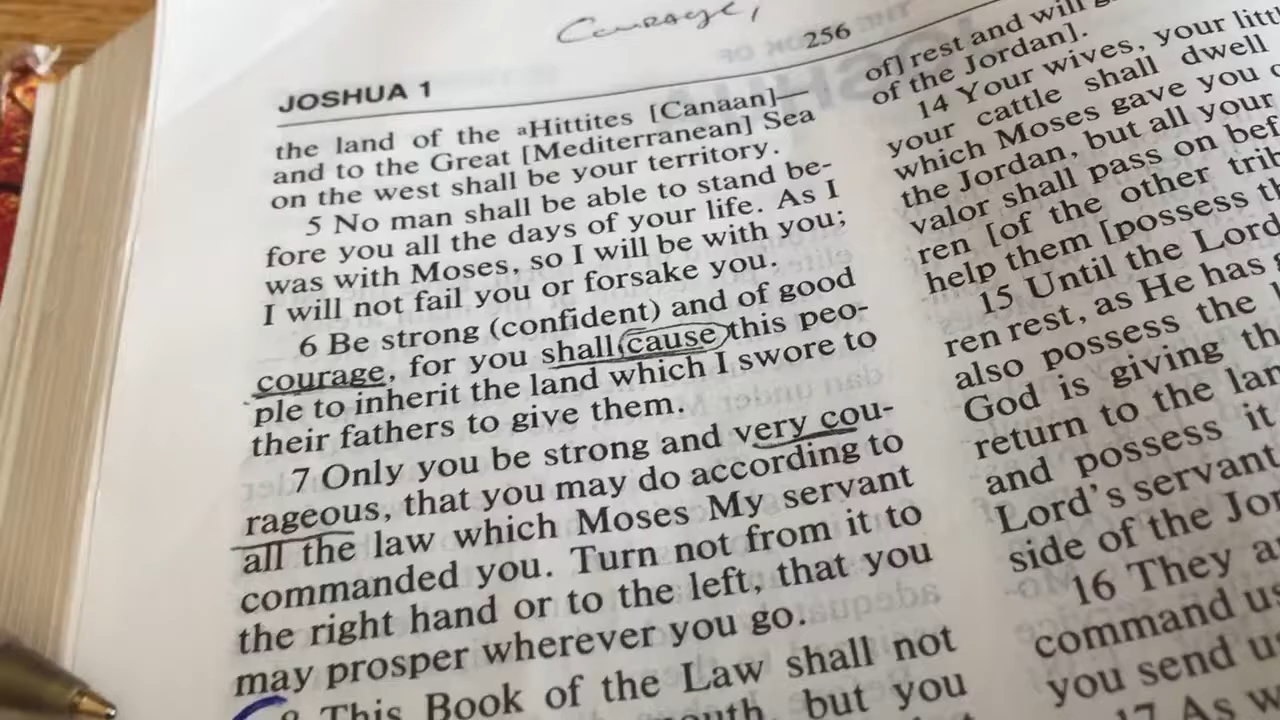 Courage,
256
JOSHUA 1
the land of the ᵃHittites [Canaan]—
and to the Great [Mediterranean] Sea
on the west shall be your territory.
5 No man shall be able to stand be-
fore you all the days of your life. As I
was with Moses, so I will be with you;
I will not fail you or forsake you.
6 Be strong (confident) and of good
courage, for you shall cause this peo-
ple to inherit the land which I swore to
their fathers to give them.
7 Only you be strong and very cou-
rageous, that you may do according to
all the law which Moses My servant
commanded you. Turn not from it to
the right hand or to the left, that you
may prosper wherever you go.
8 This Book of the Law shall not
but you
of] rest and will
of the Jordan].
14 Your wives, your
your cattle shall dwell
which Moses gave you
the Jordan, but all your
valor shall pass on
ren [of the other
help them [possess
15 Until the Lord
ren rest, as He has
also possess the
God is giving
return to the
and possess it
Lord's servant
side of the
16 They
command us
you send us
17 As